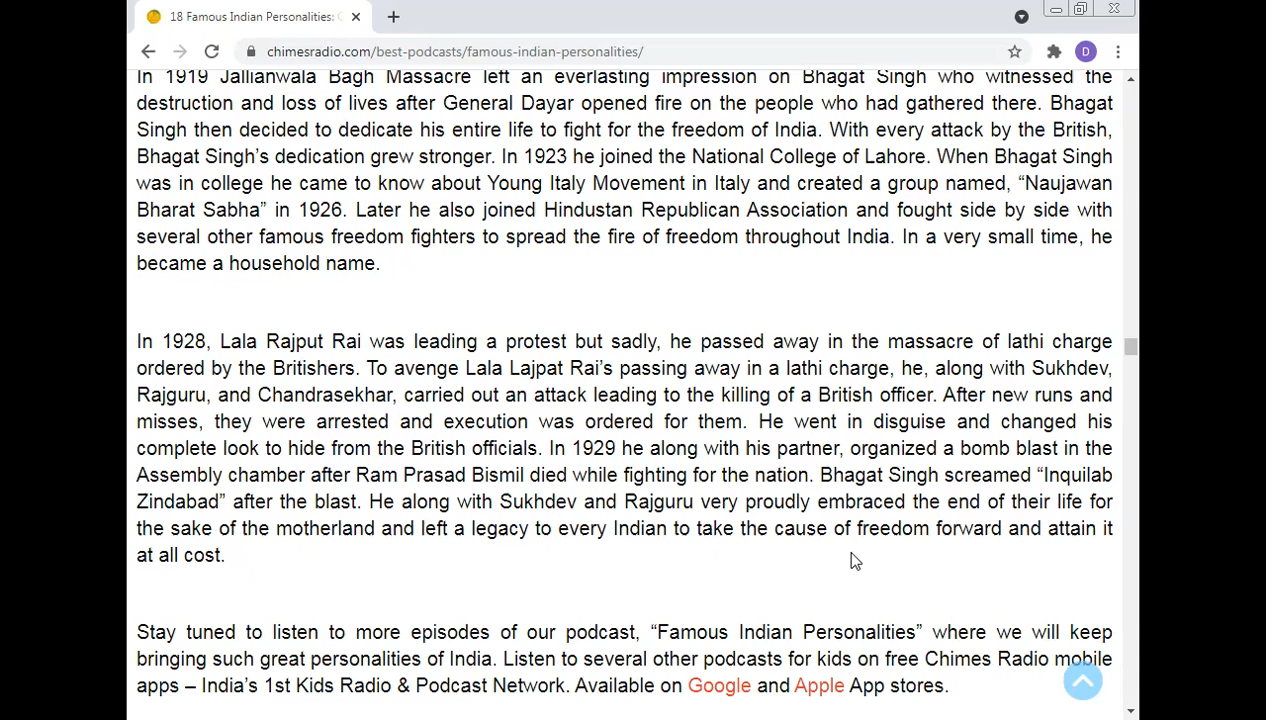 18 Famous Indian Personalities:
chimesradio.com/best-podcasts/famous-indian-personalities/
D
In 1919 Jallianwala Bagh Massacre left an everlasting impression on Bhagat Singh who witnessed the
destruction and loss of lives after General Dayar opened fire on the people who had gathered there. Bhagat
Singh then decided to dedicate his entire life to fight for the freedom of India. With every attack by the British,
Bhagat Singh’s dedication grew stronger. In 1923 he joined the National College of Lahore. When Bhagat Singh
was in college he came to know about Young Italy Movement in Italy and created a group named, “Naujawan
Bharat Sabha” in 1926. Later he also joined Hindustan Republican Association and fought side by side with
several other famous freedom fighters to spread the fire of freedom throughout India. In a very small time, he
became a household name.
In 1928, Lala Rajput Rai was leading a protest but sadly, he passed away in the massacre of lathi charge
ordered by the Britishers. To avenge Lala Lajpat Rai’s passing away in a lathi charge, he, along with Sukhdev,
Rajguru, and Chandrasekhar, carried out an attack leading to the killing of a British officer. After new runs and
misses, they were arrested and execution was ordered for them. He went in disguise and changed his
complete look to hide from the British officials. In 1929 he along with his partner, organized a bomb blast in the
Assembly chamber after Ram Prasad Bismil died while fighting for the nation. Bhagat Singh screamed “Inquilab
Zindabad” after the blast. He along with Sukhdev and Rajguru very proudly embraced the end of their life for
the sake of the motherland and left a legacy to every Indian to take the cause of freedom forward and attain it
at all cost.
Stay tuned to listen to more episodes of our podcast, “Famous Indian Personalities” where we will keep
bringing such great personalities of India. Listen to several other podcasts for kids on free Chimes Radio mobile
apps – India’s 1st Kids Radio & Podcast Network. Available on Google and Apple App stores.